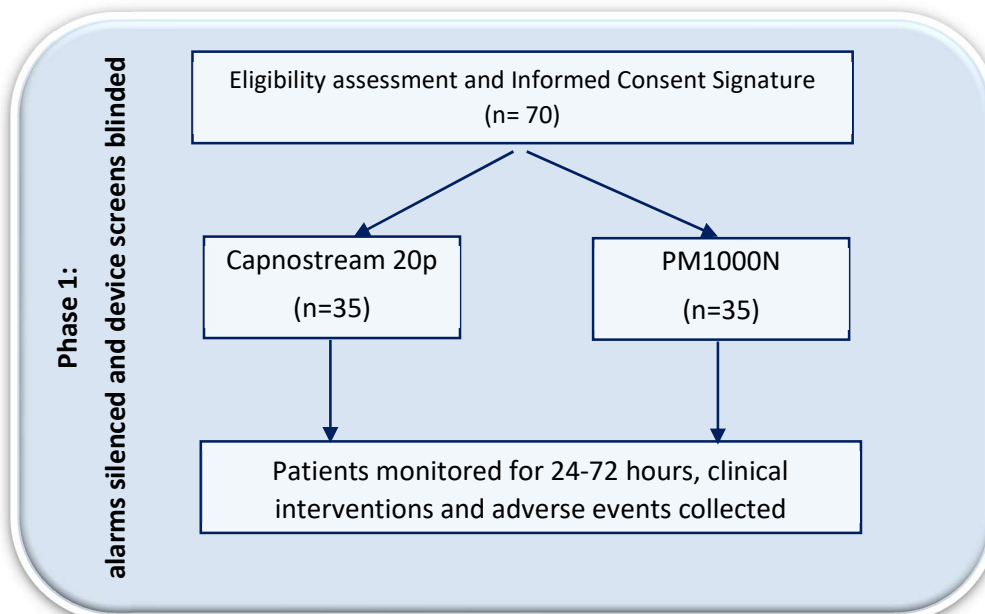 Phase 1:
alarms silenced and device screens blinded
Eligibility assessment and Informed Consent Signature
(n= 70)
Capnostream 20p
(n=35)
PM1000N
(n=35)
Patients monitored for 24-72 hours, clinical
interventions and adverse events collected